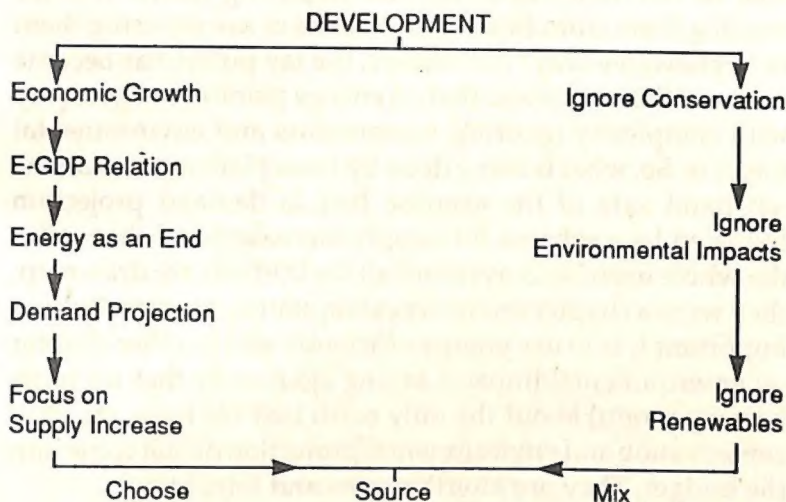 DEVELOPMENT
Economic Growth
E-GDP Relation
Energy as an End
Demand Projection
Focus on
Supply Increase
Ignore Conservation
Ignore
Environmental Impacts
Ignore
Renewables
Choose Source Mix